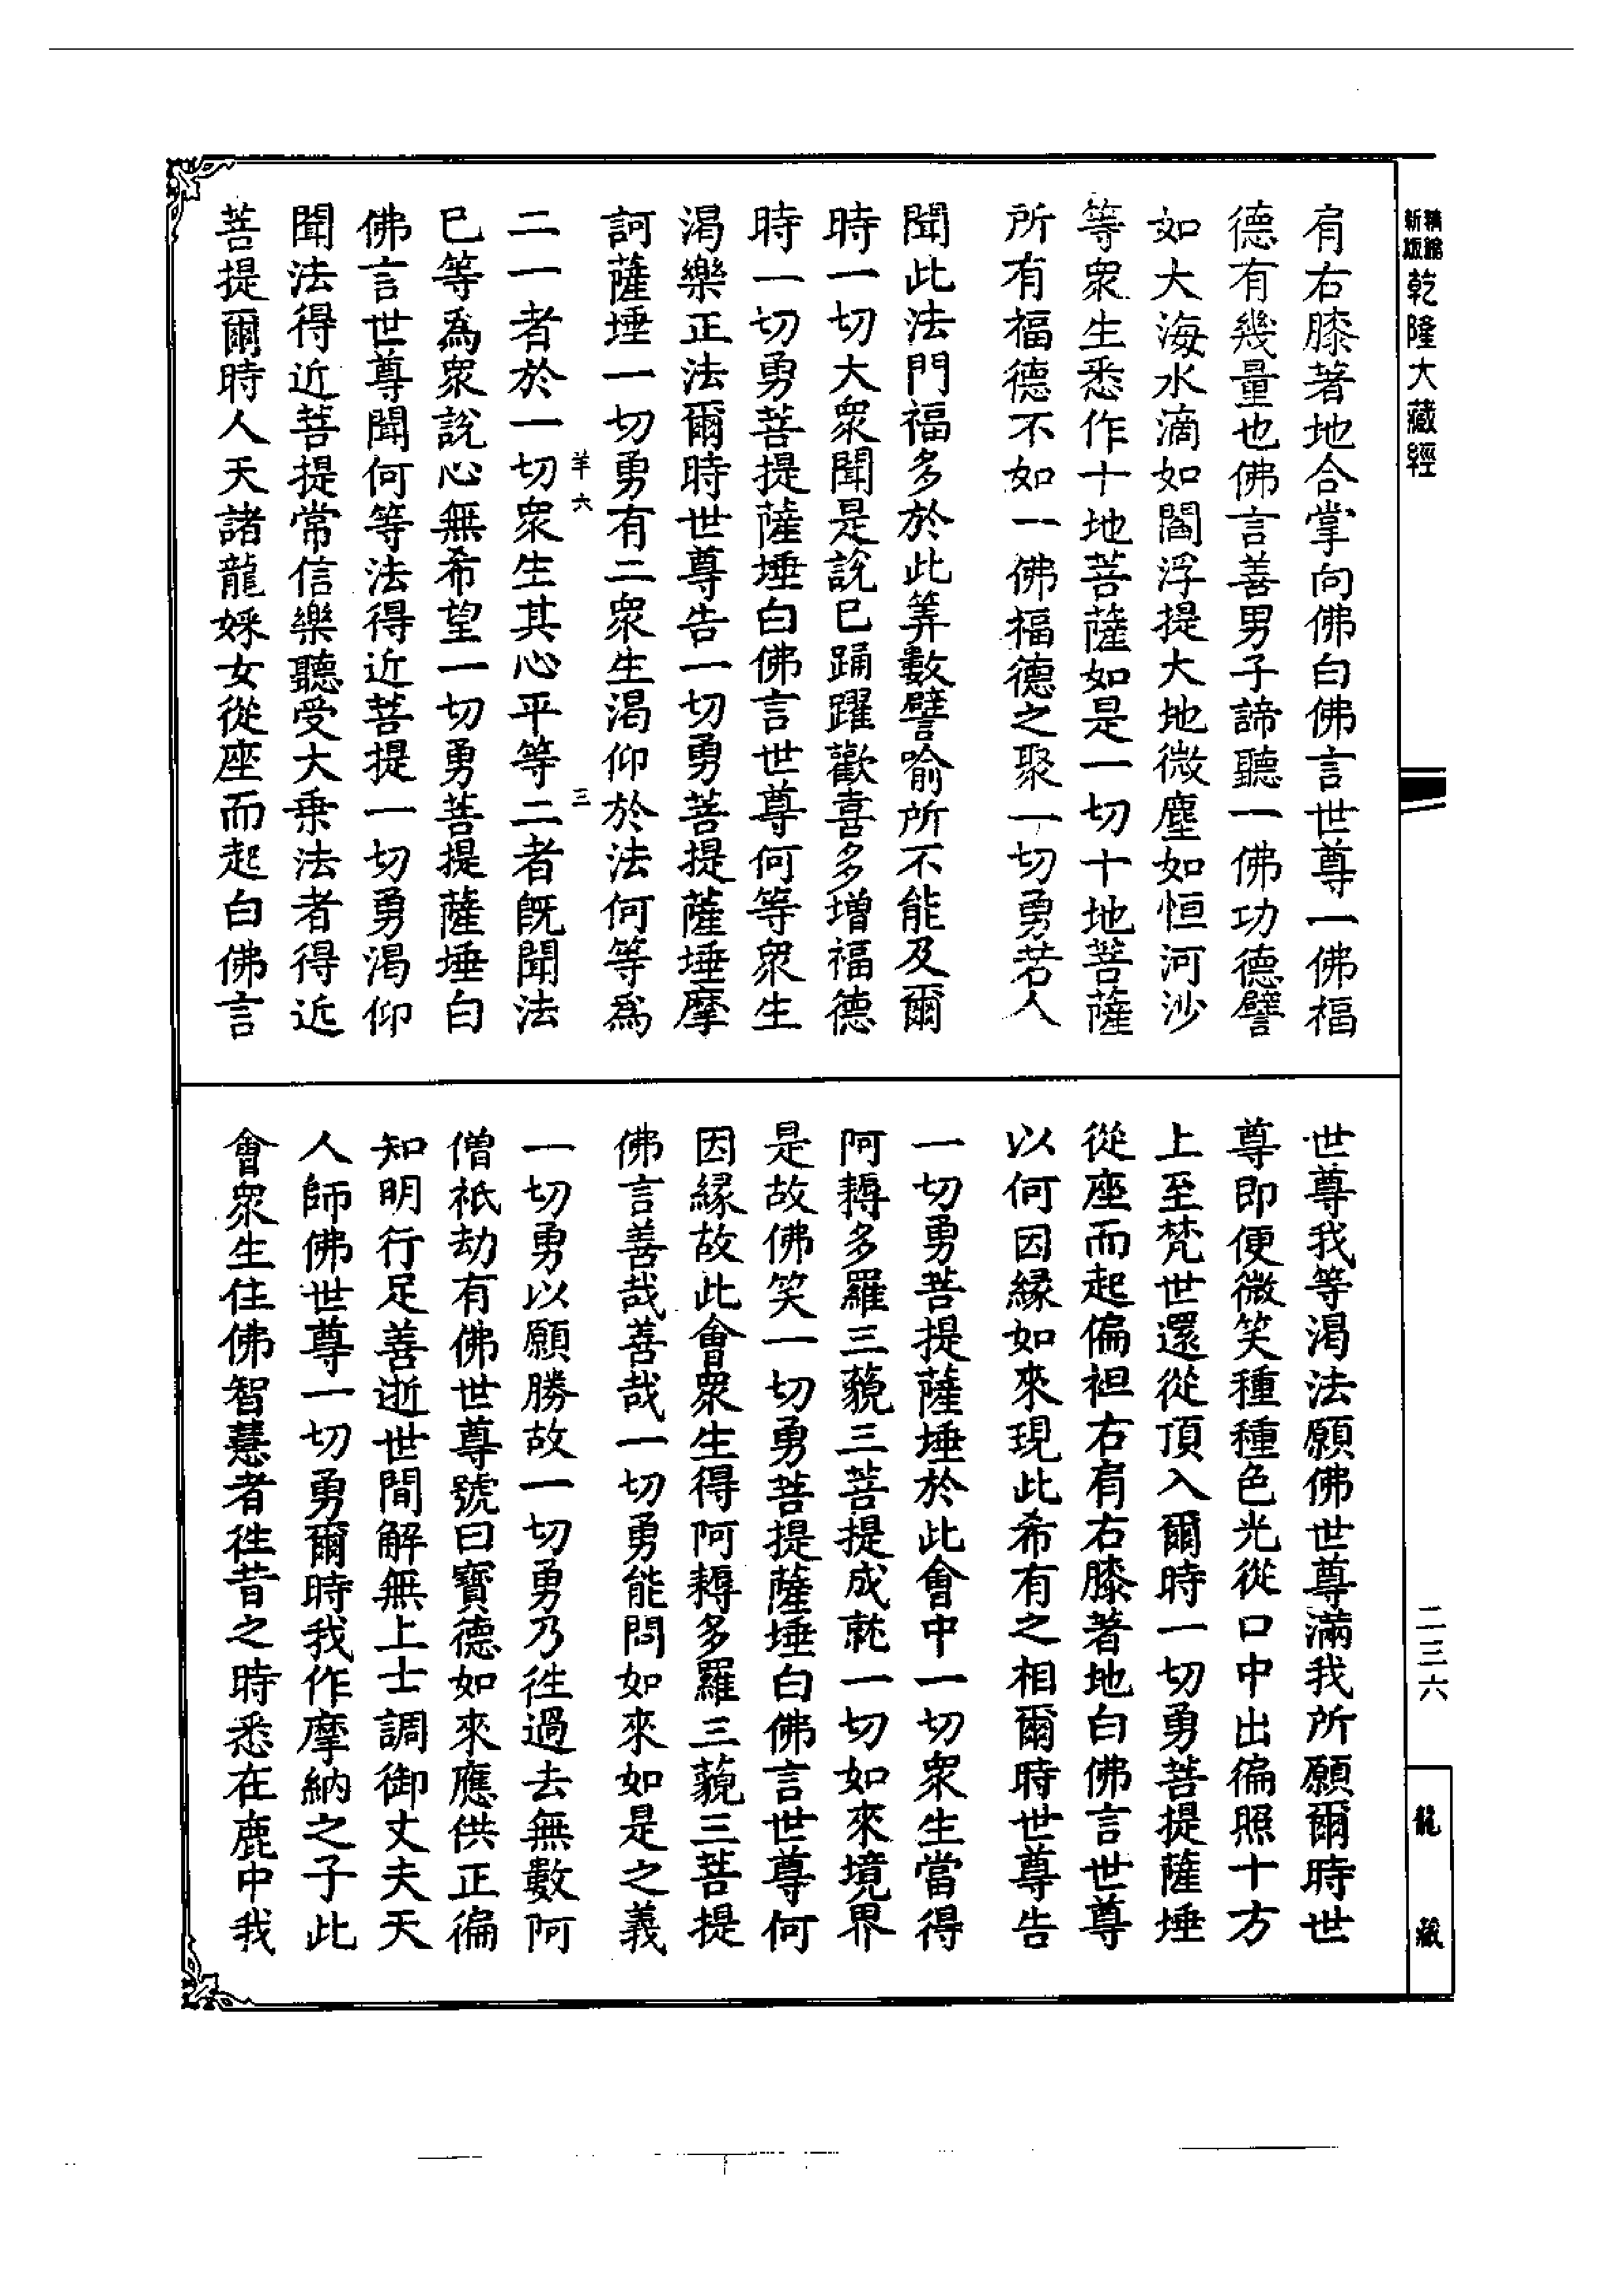 新版
精縮
乾隆大藏經
肩右膝著地合掌向佛白佛言世尊一佛福
德有幾量也佛言善男子諦聽一佛功德譬
如大海水滴如閻浮提大地微塵如恒河沙
等衆生悉作十地菩薩如是一切十地菩薩
所有福德不如一佛福德之聚一切勇若人
聞此法門福多於此筭數譬喻所不能及爾
時一切大衆聞是說已踊躍歡喜多增福德
時一切勇菩提薩埵白佛言世尊何等衆生
渴樂正法爾時世尊告一切勇菩提薩埵摩
訶薩埵一切勇有二衆生渴仰於法何等爲
羊六
三
二一者於一切衆生其心平等二者旣聞法
已等爲衆說心無希望一切勇菩提薩埵白
佛言世尊聞何等法得近菩提一切勇渴仰
聞法得近菩提常信樂聽受大乗法者得近
菩提爾時人天諸龍婇女從座而起白佛言
世尊我等渴法願佛世尊滿我所願爾時世
尊即便微笑種種色光從口中出徧照十方
上至梵世還從頂入爾時一切勇菩提薩埵
從座而起偏袒右肩右膝著地白佛言世尊
以何因緣如來現此希有之相爾時世尊告
一切勇菩提薩埵於此會中一切衆生當得
阿耨多羅三藐三菩提成就一切如來境界
是故佛笑一切勇菩提薩埵白佛言世尊何
因緣故此會衆生得阿耨多羅三藐三菩提
佛言善哉善哉一切勇能問如來如是之義
一切勇以願勝故一切勇乃徃過去無數阿
僧祇劫有佛世尊號曰寶德如來應供正徧
知明行足善逝世間解無上士調御丈夫天
人師佛世尊一切勇爾時我作摩納之子此
會衆生住佛智慧者徃昔之時悉在鹿中我
二三六
龍藏